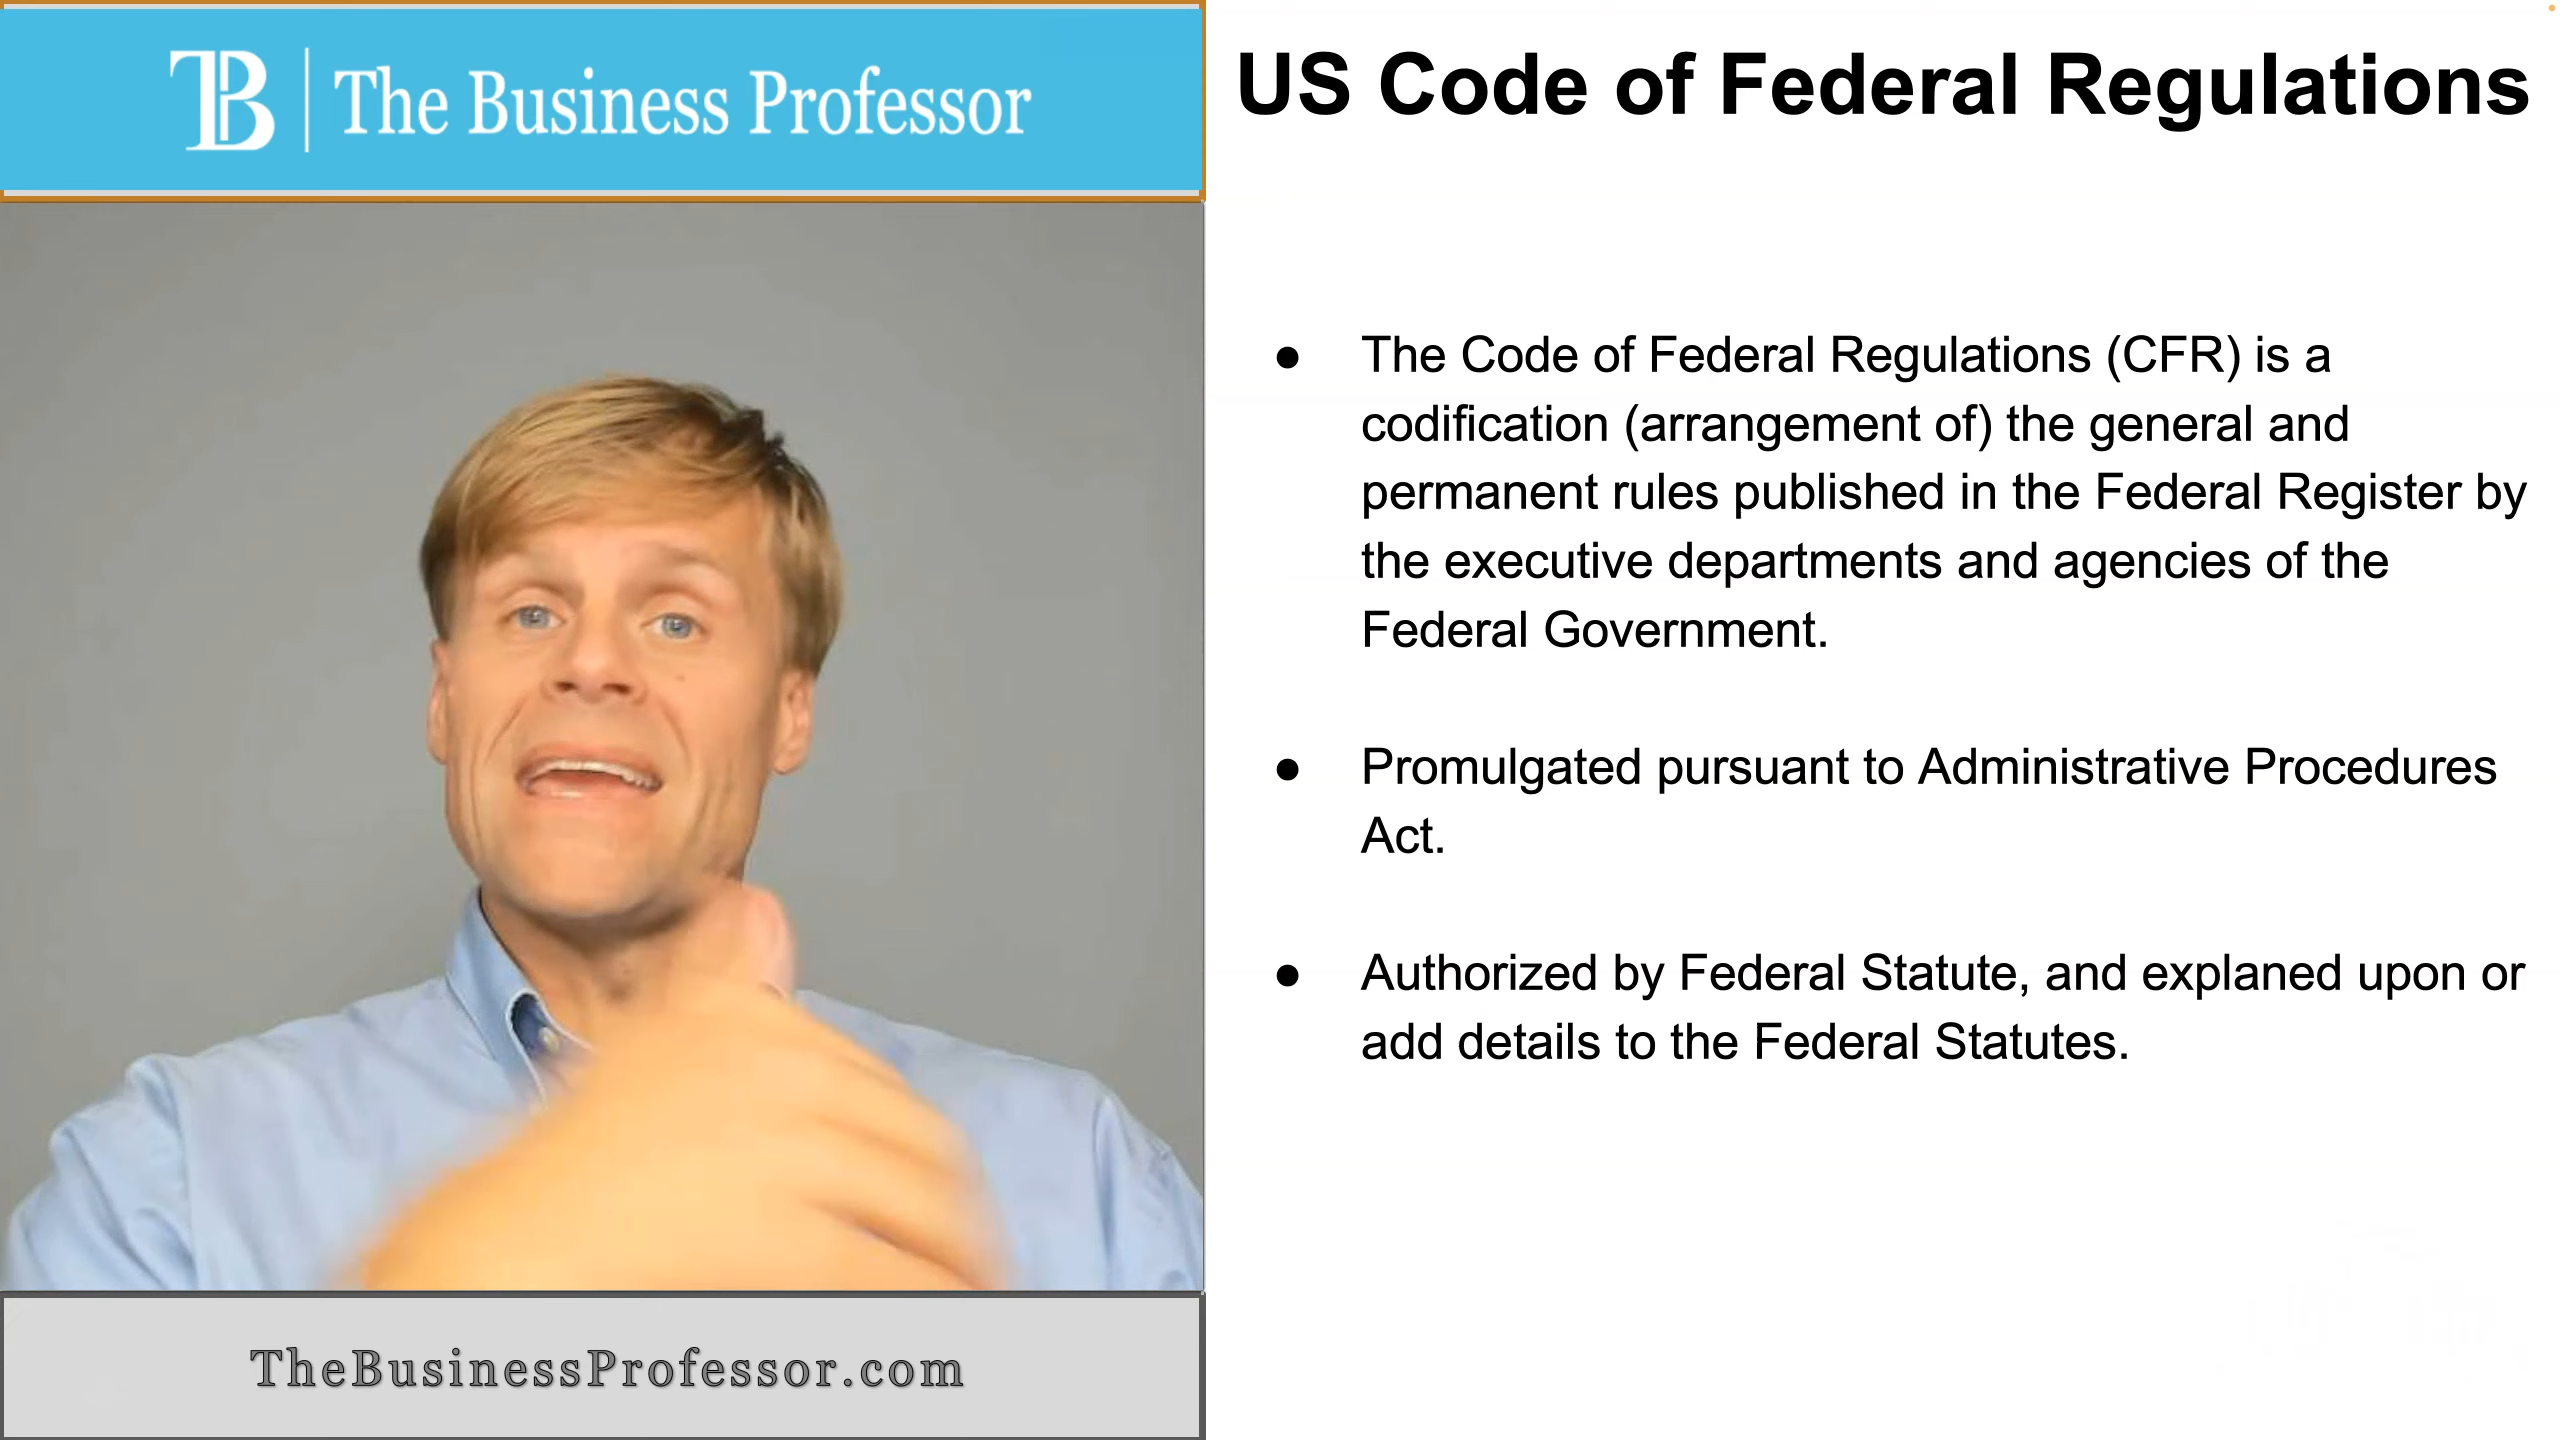 TB
The Business Professor
US Code of Federal Regulations
● The Code of Federal Regulations (CFR) is a
codification (arrangement of) the general and
permanent rules published in the Federal Register by
the executive departments and agencies of the
Federal Government.
● Promulgated pursuant to Administrative Procedures
Act.
● Authorized by Federal Statute, and explaned upon or
add details to the Federal Statutes.
TheBusinessProfessor.com